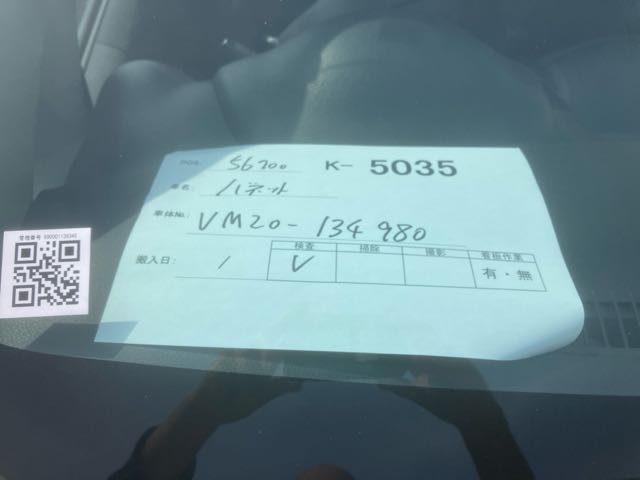 56700 K- 5035
車名: バネット
車体No. VM20-134980
検査 掃除 撮影 看板作業
搬入日: / V 有・無